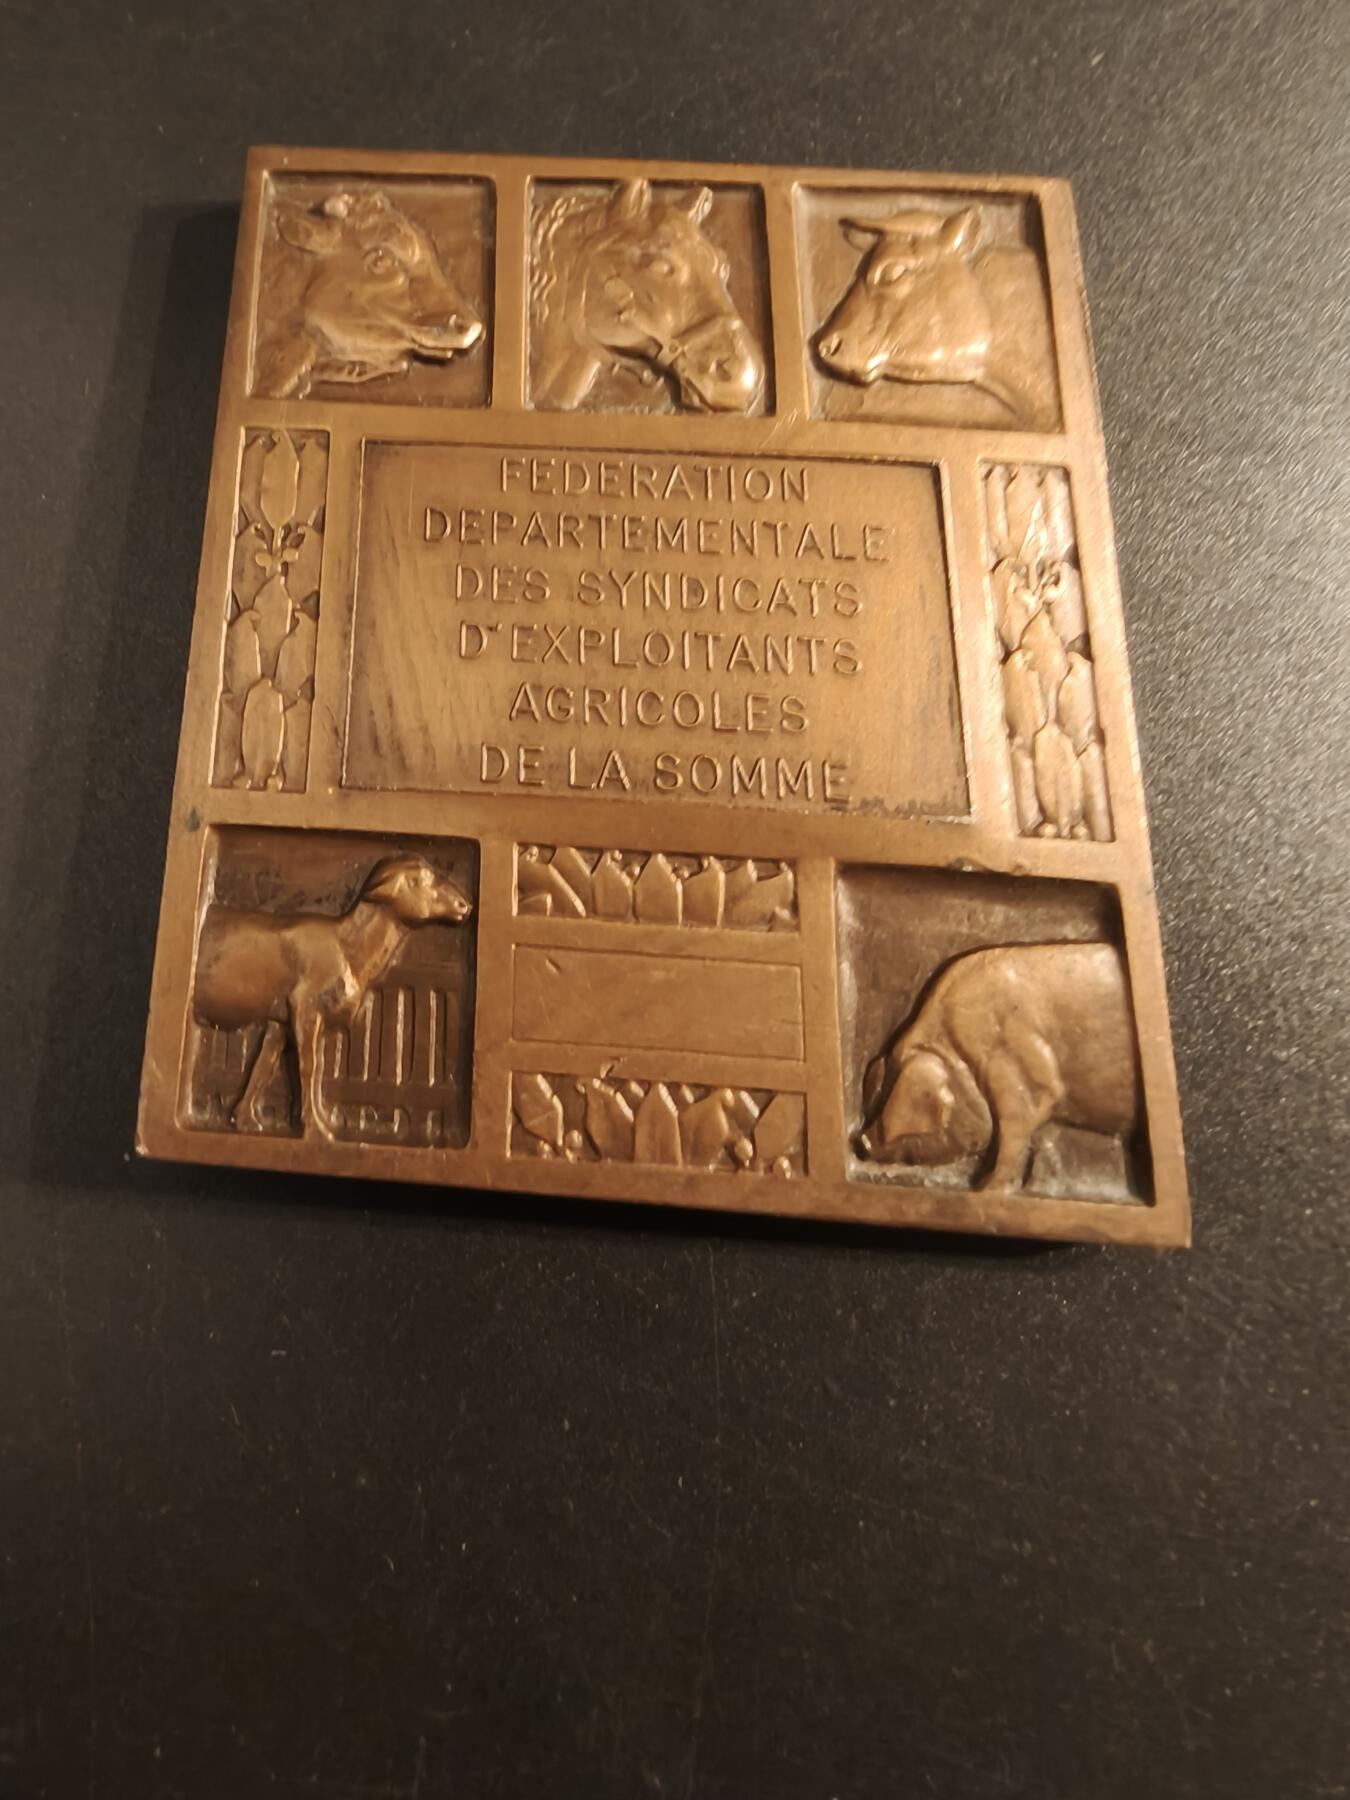 FEDERATION
DEPARTEMENTALE
DES SYNDICATS
D'EXPLOITANTS
AGRICOLES
DE LA SOMME